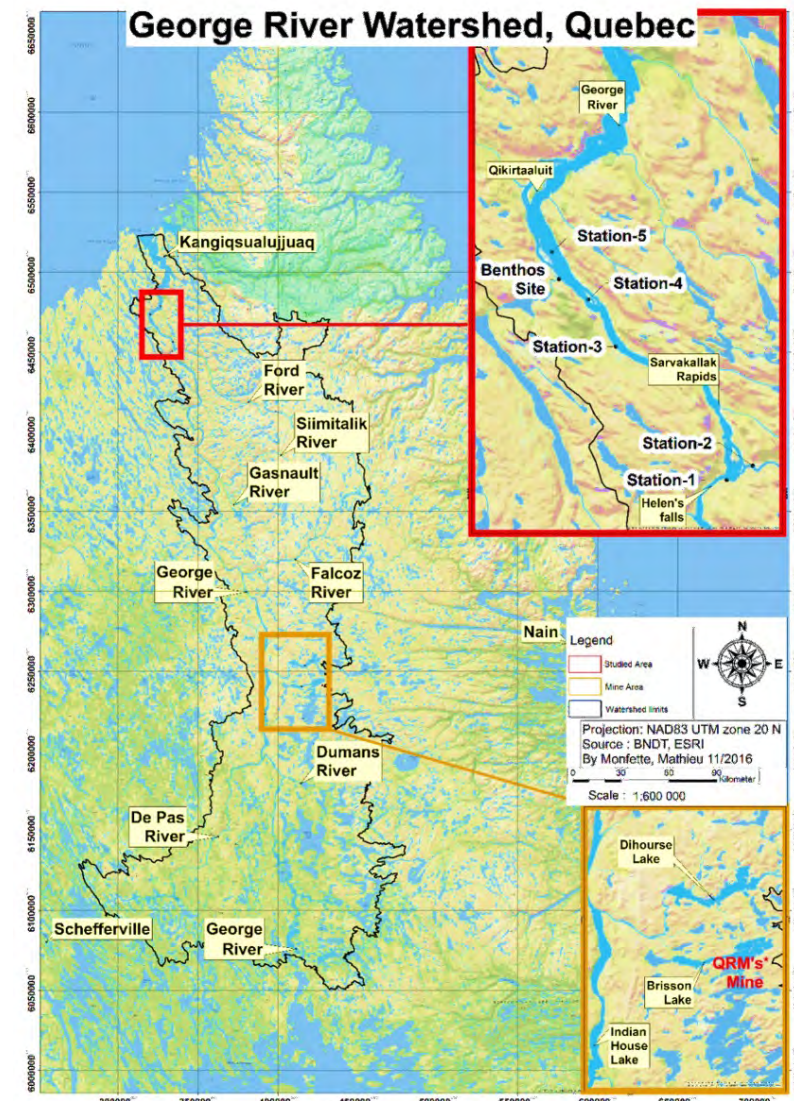 George River Watershed, Quebec
George
River
Qikirtaaluit
Station-5
Benthos
Site
Station-4
Station-3
Sarvakallak
Rapids
Station-2
Station-1
Helen's
falls
Kangiqsualujjuaq
Ford
River
Siimitalik
River
Gasnault
River
George
River
Falcoz
River
Nain
Dumans
River
De Pas
River
Schefferville
George
River
Legend
Studied Area
Mine Area
Watershed limits
N
W E
S
Projection: NAD83 UTM zone 20 N
Source : BNDT, ESRI
By Monfette, Mathieu 11/2016
0 30 60 90
Kilometer
Scale : 1:600 000
Dihourse
Lake
QRM's*
Mine
Brisson
Lake
Indian
House
Lake
6650000
6600000
6550000
6500000
6450000
6400000
6350000
6300000
6250000
6200000
6150000
6100000
6050000
6000000